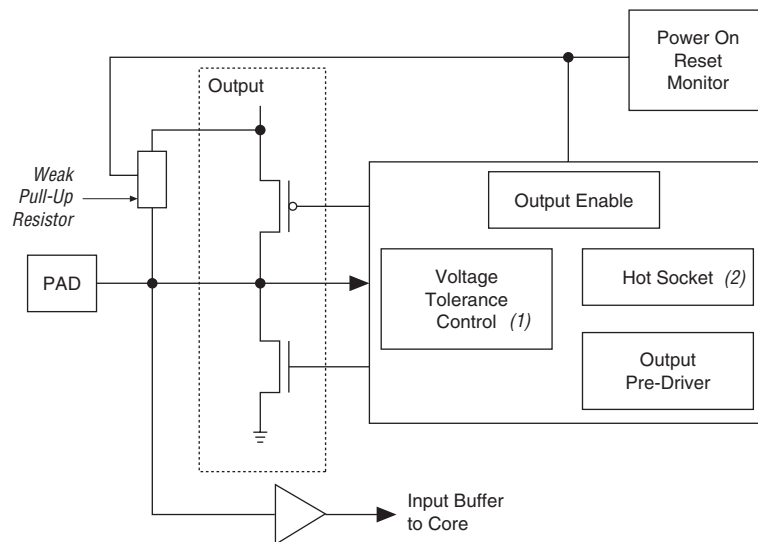 Power On
Reset
Monitor
Output
Weak
Pull-Up
Resistor
Output Enable
PAD
Voltage
Tolerance
Control (1)
Hot Socket (2)
Output
Pre-Driver
Input Buffer
to Core